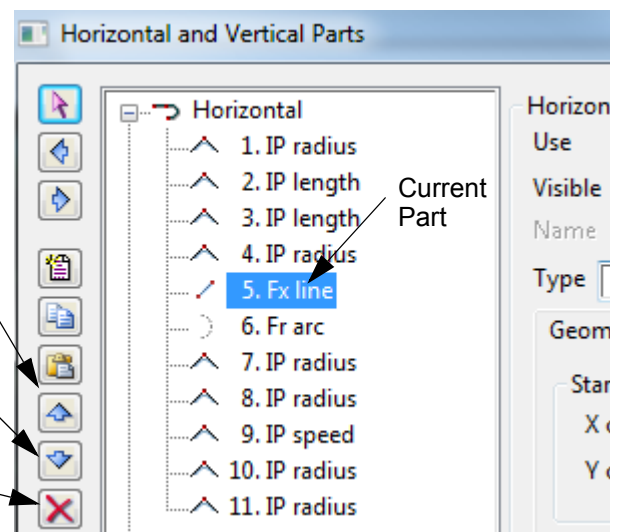 Horizontal and Vertical Parts
Horizontal
1. IP radius
2. IP length
3. IP length
4. IP radius
5. Fx line
6. Fr arc
7. IP radius
8. IP radius
9. IP speed
10. IP radius
11. IP radius
Current
Part
Horizon
Use
Visible
Name
Type
Geom
Star
X
Y